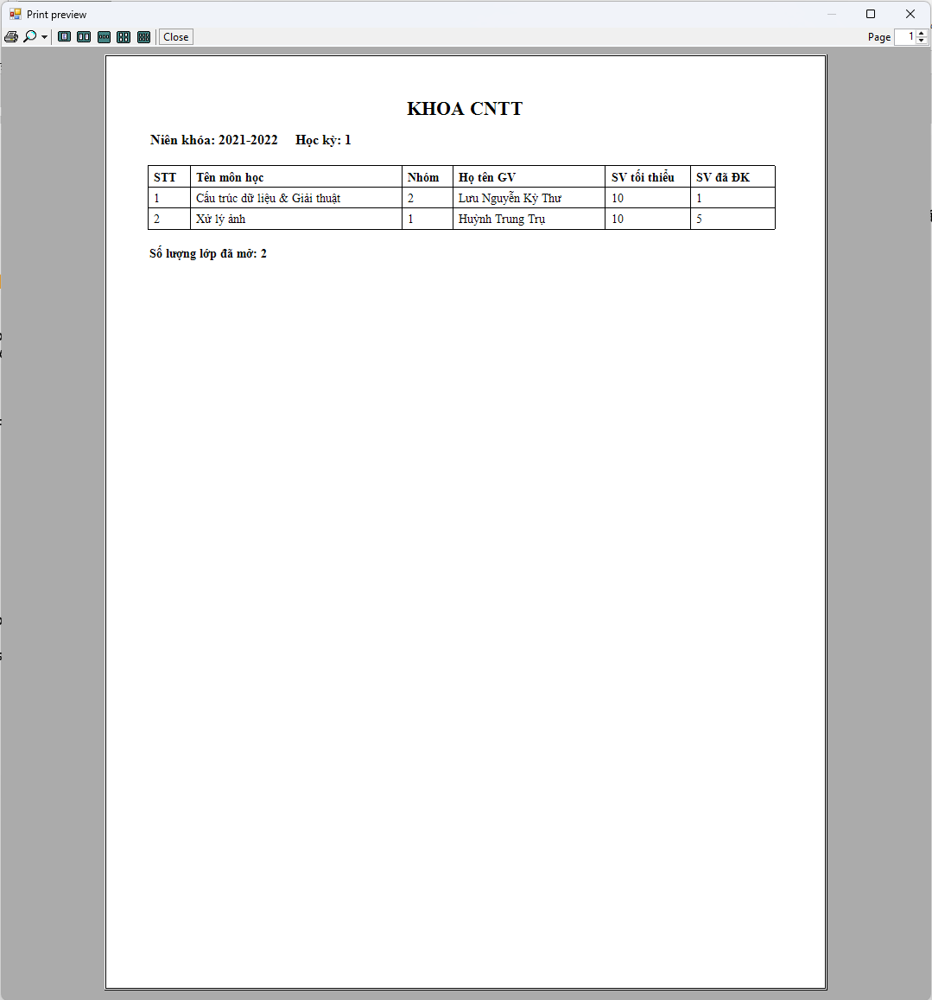 Print preview
Close
Page 1
KHOA CNTT
Niên khóa: 2021-2022 Học kỳ: 1
STT Tên môn học Nhóm Họ tên GV SV tối thiểu SV đã ĐK
1 Cấu trúc dữ liệu & Giải thuật 2 Lưu Nguyễn Kỳ Thư 10 1
2 Xử lý ảnh 1 Huỳnh Trung Trụ 10 5
Số lượng lớp đã mở: 2